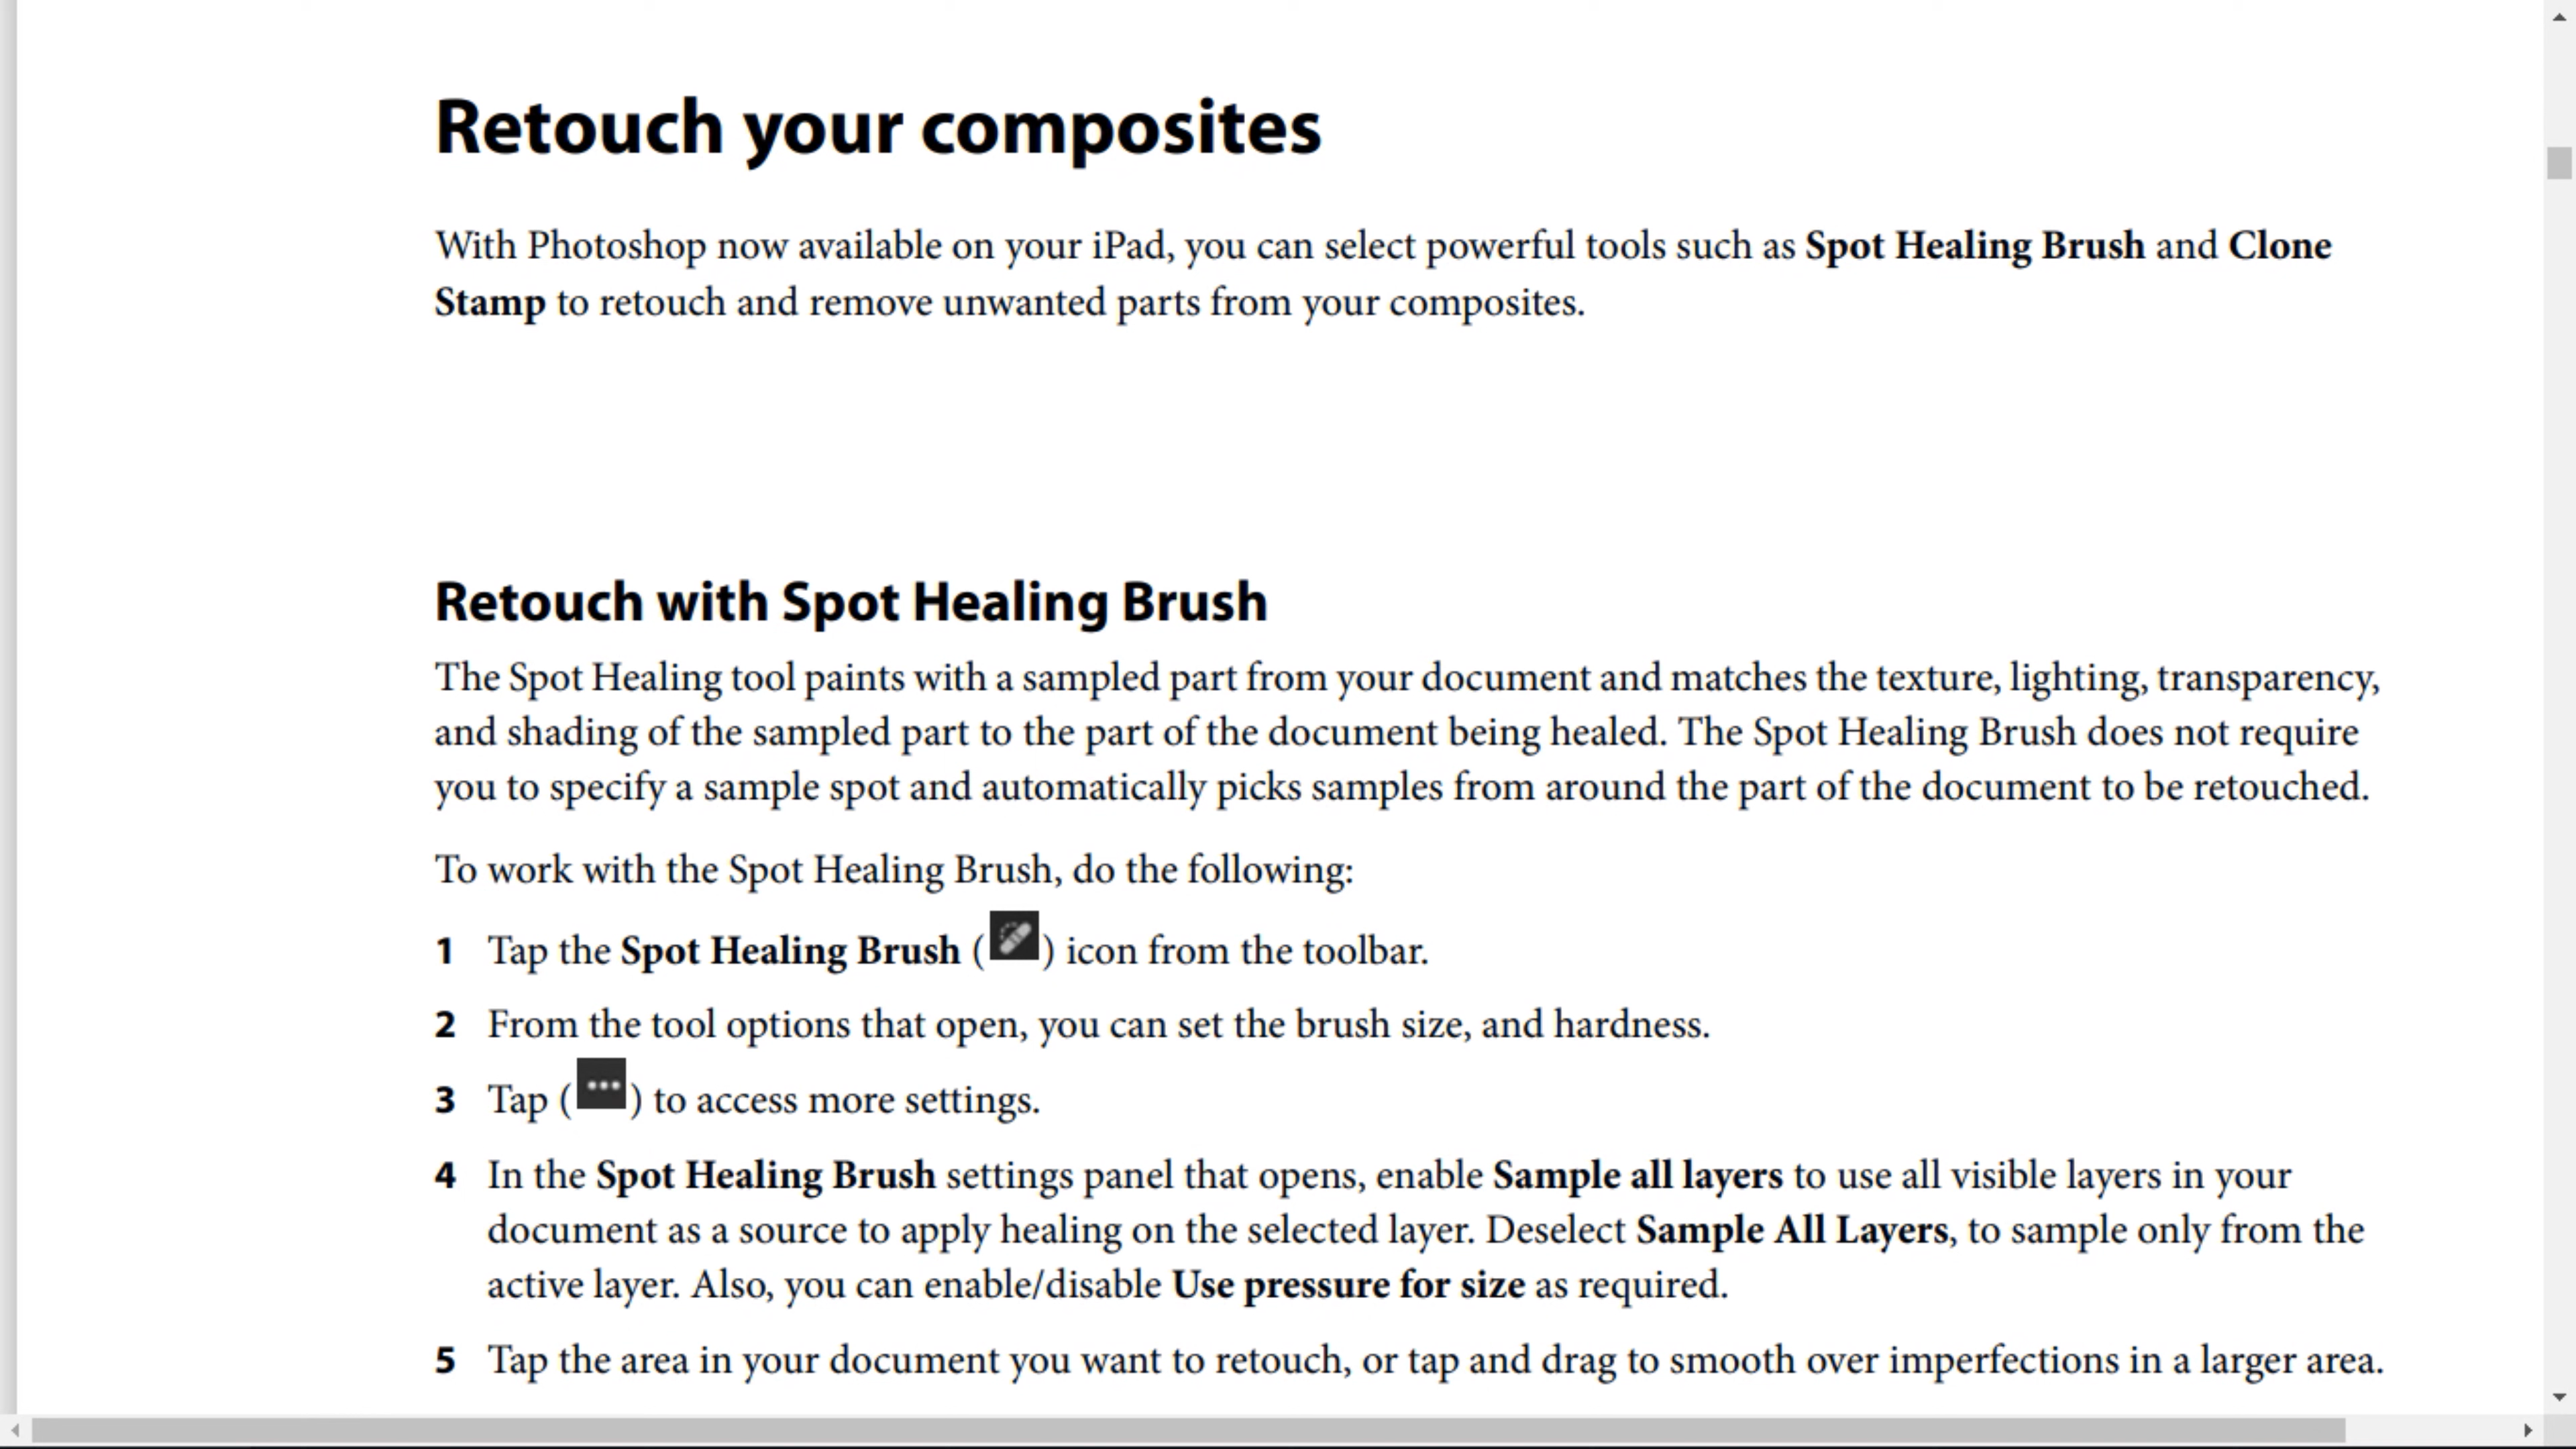 Retouch your composites
With Photoshop now available on your iPad, you can select powerful tools such as Spot Healing Brush and Clone
Stamp to retouch and remove unwanted parts from your composites.
Retouch with Spot Healing Brush
The Spot Healing tool paints with a sampled part from your document and matches the texture, lighting, transparency,
and shading of the sampled part to the part of the document being healed. The Spot Healing Brush does not require
you to specify a sample spot and automatically picks samples from around the part of the document to be retouched.
To work with the Spot Healing Brush, do the following:
1 Tap the Spot Healing Brush ( ) icon from the toolbar.
2 From the tool options that open, you can set the brush size, and hardness.
3 Tap ( ) to access more settings.
4 In the Spot Healing Brush settings panel that opens, enable Sample all layers to use all visible layers in your
document as a source to apply healing on the selected layer. Deselect Sample All Layers, to sample only from the
active layer. Also, you can enable/disable Use pressure for size as required.
5 Tap the area in your document you want to retouch, or tap and drag to smooth over imperfections in a larger area.